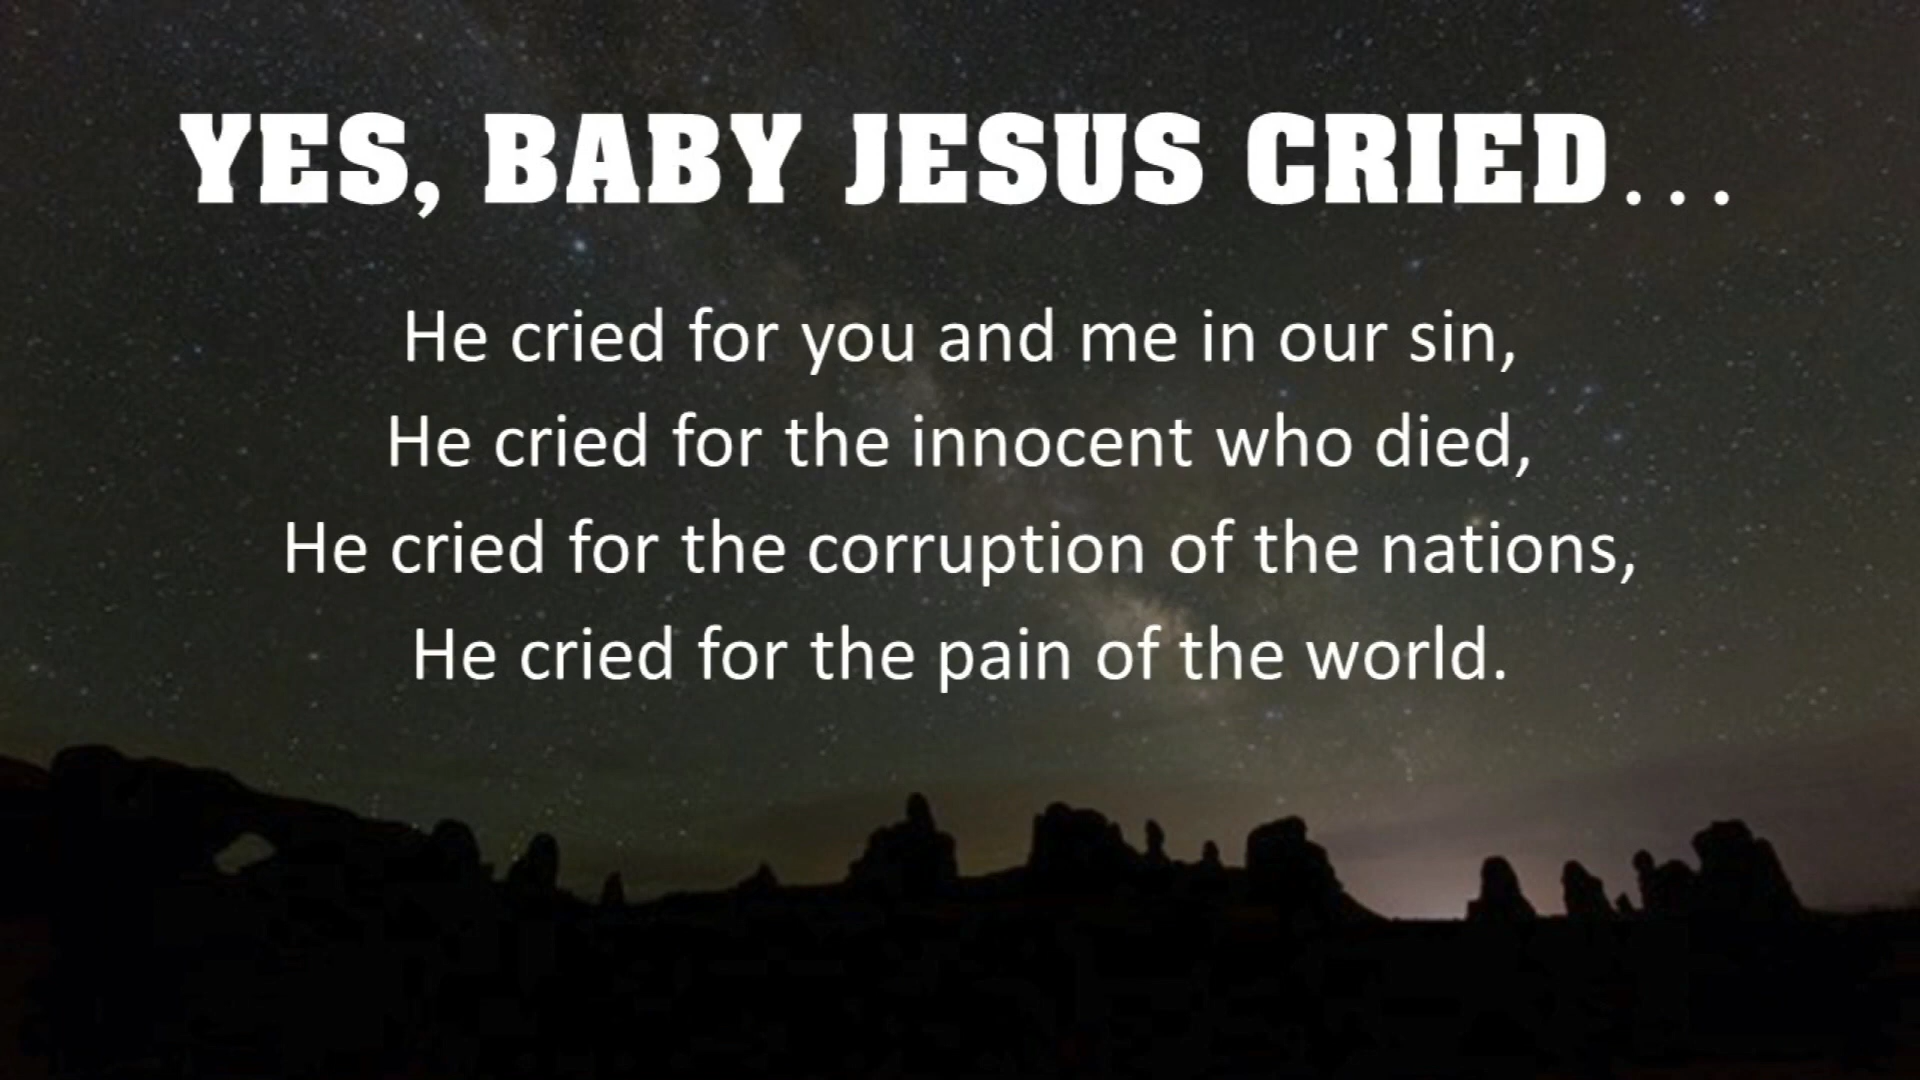 YES, BABY JESUS CRIED...
He cried for you and me in our sin,
He cried for the innocent who died,
He cried for the corruption of the nations,
He cried for the pain of the world.